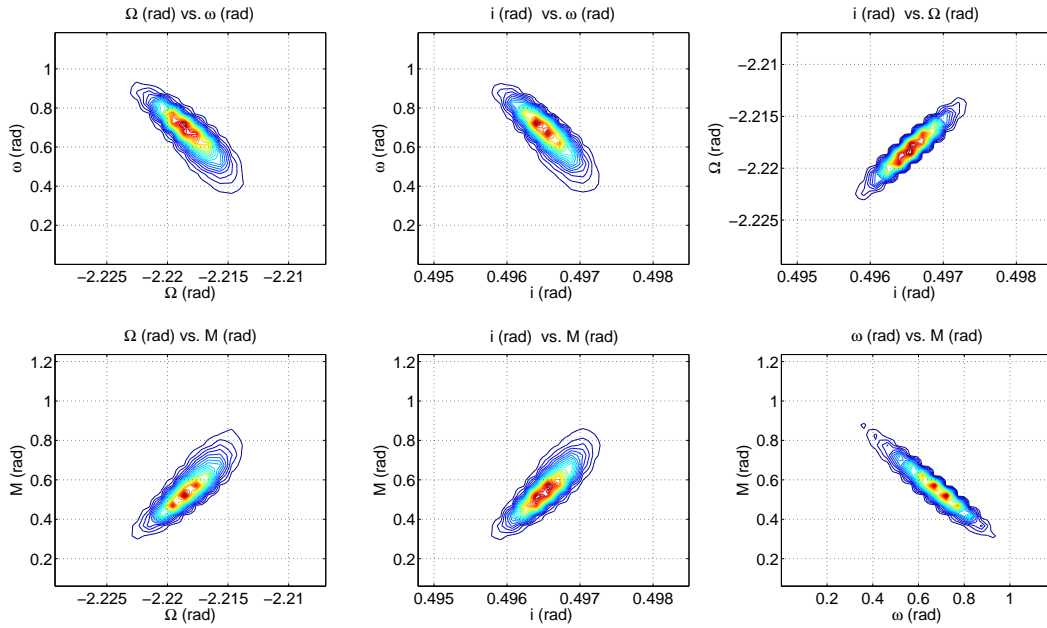 Ω (rad) vs. ω (rad)
1
0.8
0.6
0.4
0.2
ω (rad)
−2.225 −2.22 −2.215 −2.21
Ω (rad)
i (rad) vs. ω (rad)
1
0.8
0.6
0.4
0.2
ω (rad)
0.495 0.496 0.497 0.498
i (rad)
i (rad) vs. Ω (rad)
−2.21
−2.215
−2.22
−2.225
Ω (rad)
0.495 0.496 0.497 0.498
i (rad)
Ω (rad) vs. M (rad)
1.2
1
0.8
0.6
0.4
0.2
M (rad)
−2.225 −2.22 −2.215 −2.21
Ω (rad)
i (rad) vs. M (rad)
1.2
1
0.8
0.6
0.4
0.2
M (rad)
0.495 0.496 0.497 0.498
i (rad)
ω (rad) vs. M (rad)
1.2
1
0.8
0.6
0.4
0.2
M (rad)
0.2 0.4 0.6 0.8 1
ω (rad)